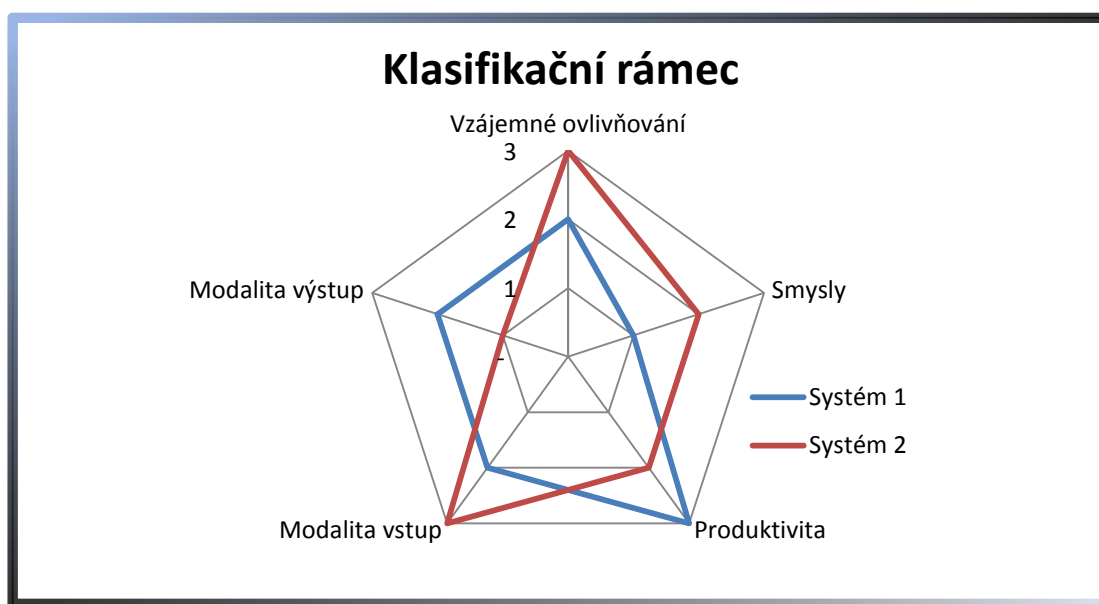 Klasifikační rámec
Vzájemné ovlivňování
3
2
1
Modalita výstup
Smysly
Systém 1
Systém 2
Modalita vstup
Produktivita